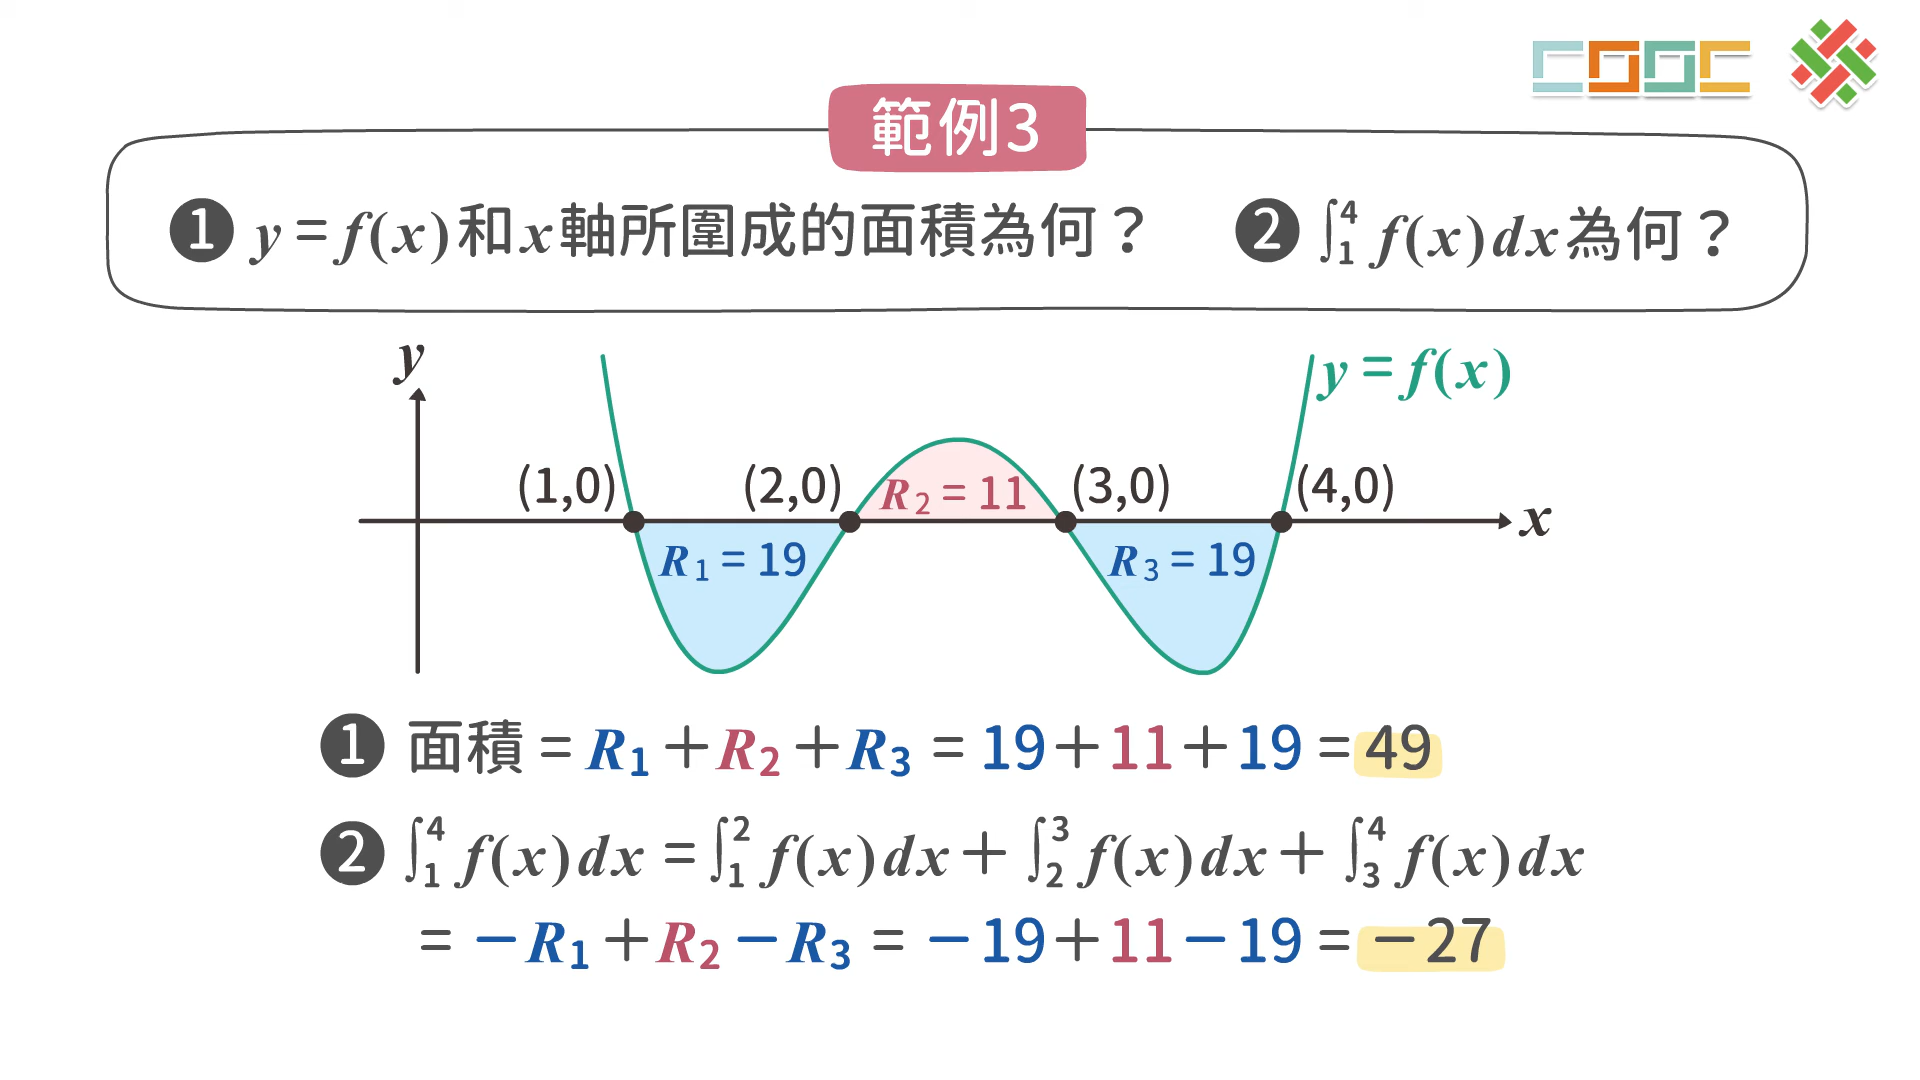 COOC
範例3
❶ y = f(x)和x軸所圍成的面積為何？ ❷ ∫₁⁴ f(x)dx為何？
y
y = f(x)
(1,0) (2,0) R₂ = 11 (3,0) (4,0)
x
R₁ = 19 R₃ = 19
❶ 面積 = R₁ + R₂ + R₃ = 19 + 11 + 19 = 49
❷ ∫₁⁴ f(x)dx = ∫₁² f(x)dx + ∫₂³ f(x)dx + ∫₃⁴ f(x)dx
= −R₁ + R₂ − R₃ = −19 + 11 − 19 = −27